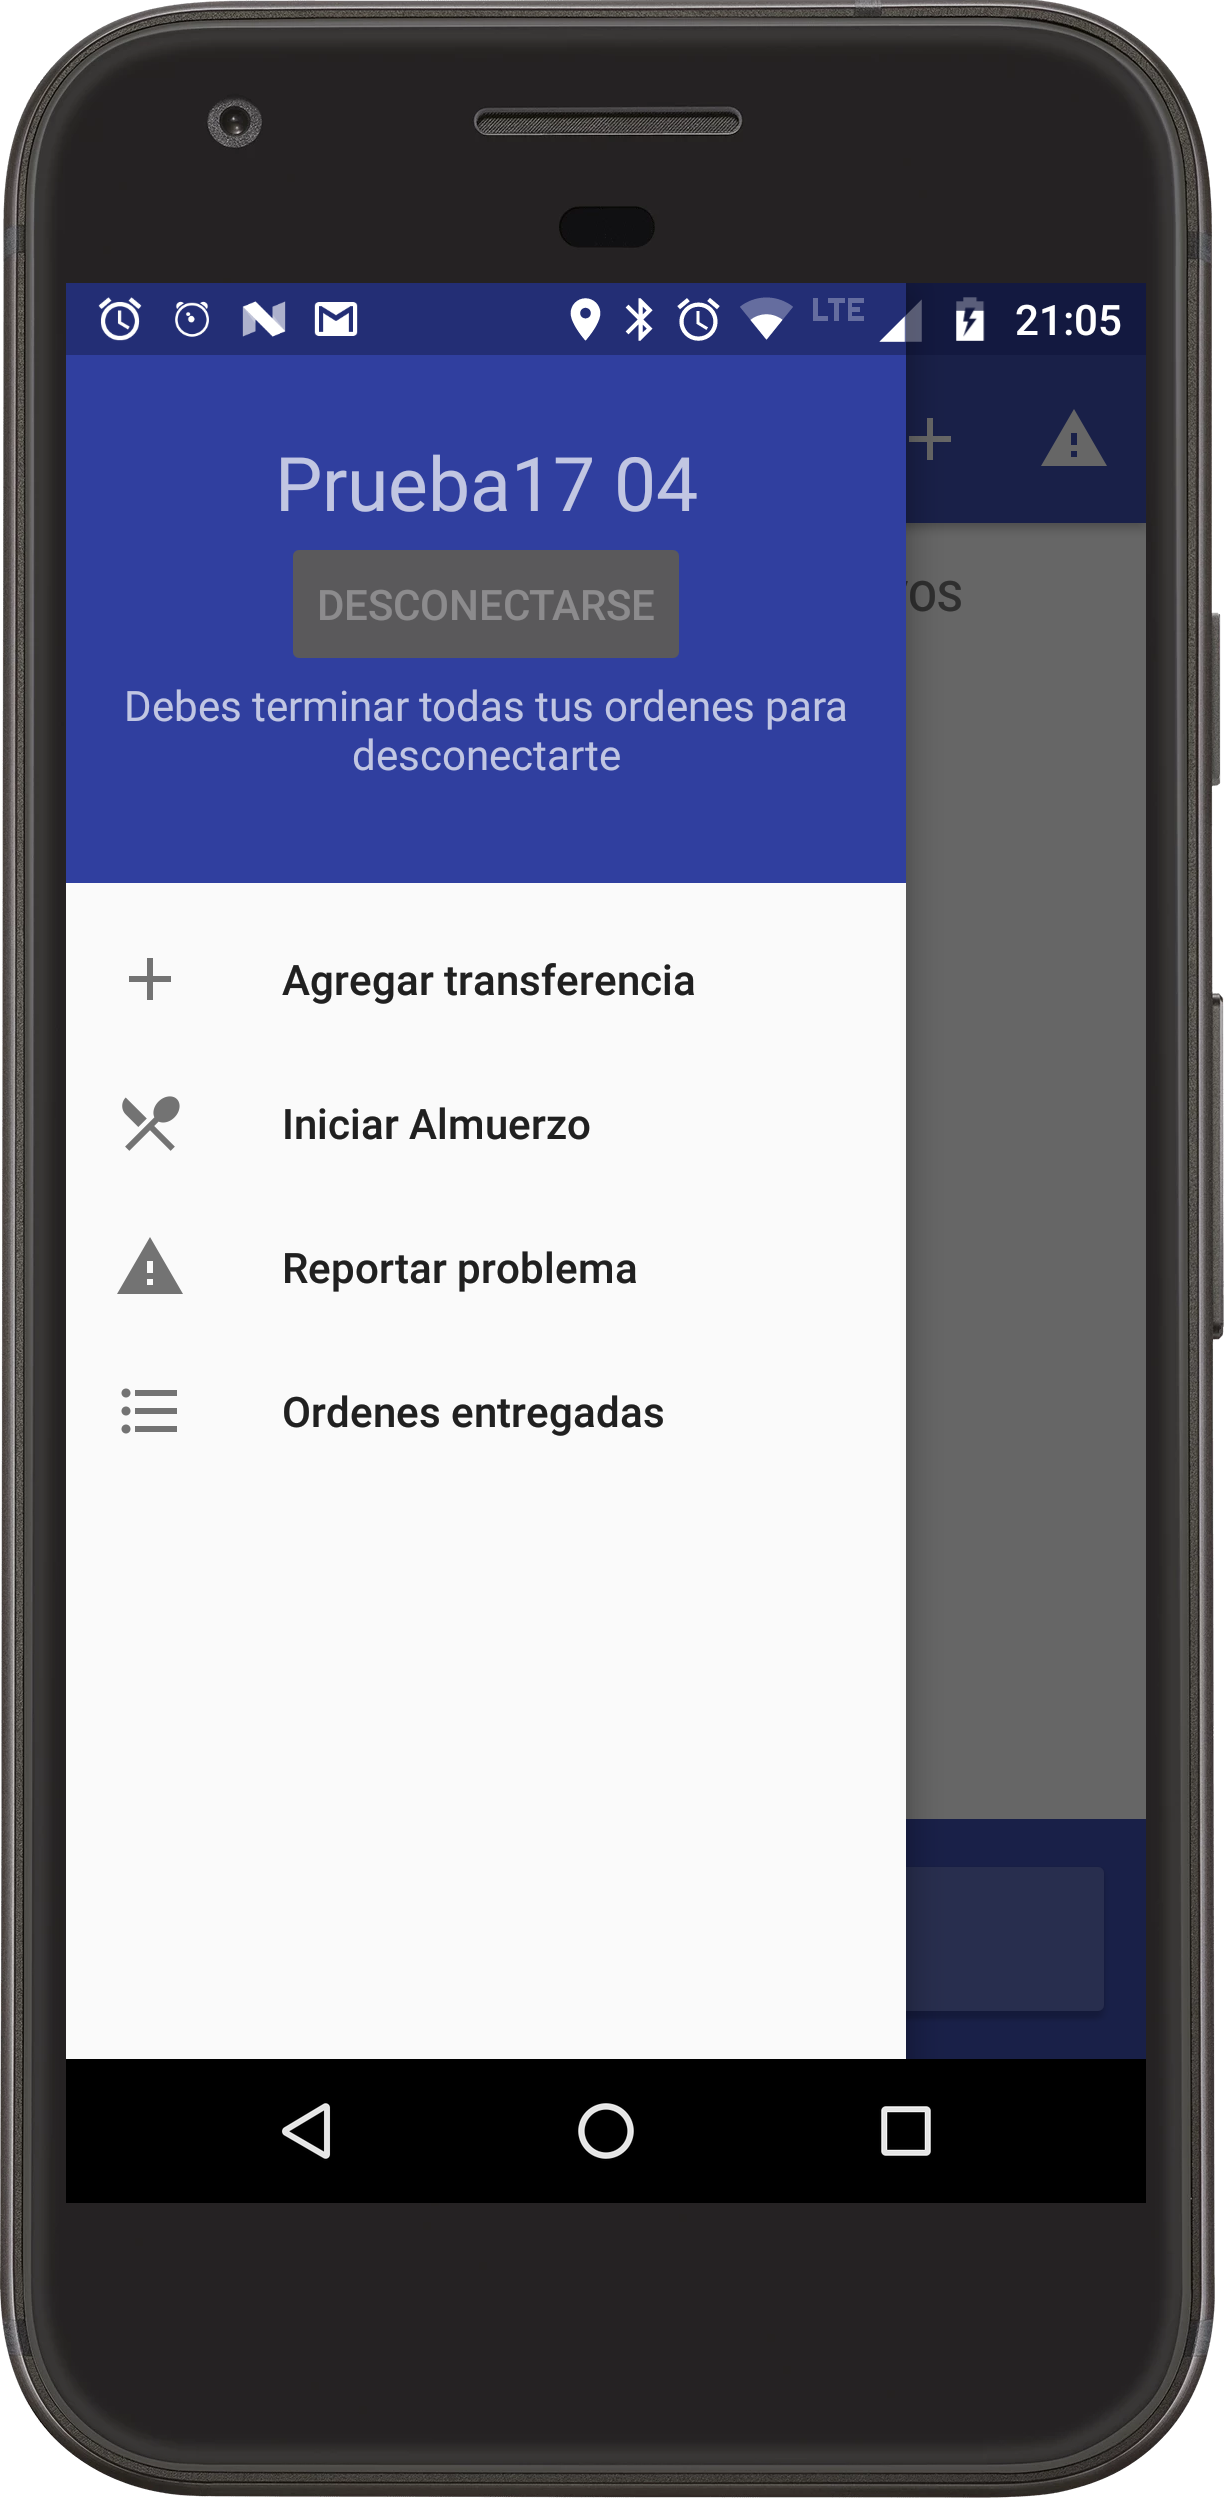 LTE 21:05
Prueba17 04
DESCONECTARSE
Debes terminar todas tus ordenes para
desconectarte
Agregar transferencia
Iniciar Almuerzo
Reportar problema
Ordenes entregadas